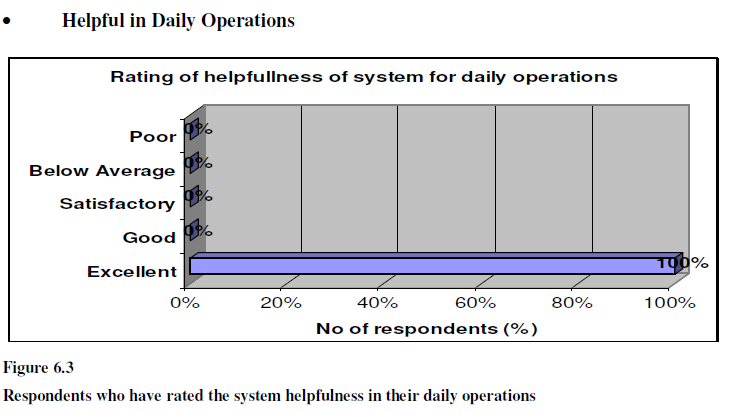 • Helpful in Daily Operations
Rating of helpfullness of system for daily operations
Poor 0%
Below Average 0%
Satisfactory 0%
Good 0%
Excellent 100%
0% 20% 40% 60% 80% 100%
No of respondents (%)
Figure 6.3
Respondents who have rated the system helpfulness in their daily operations